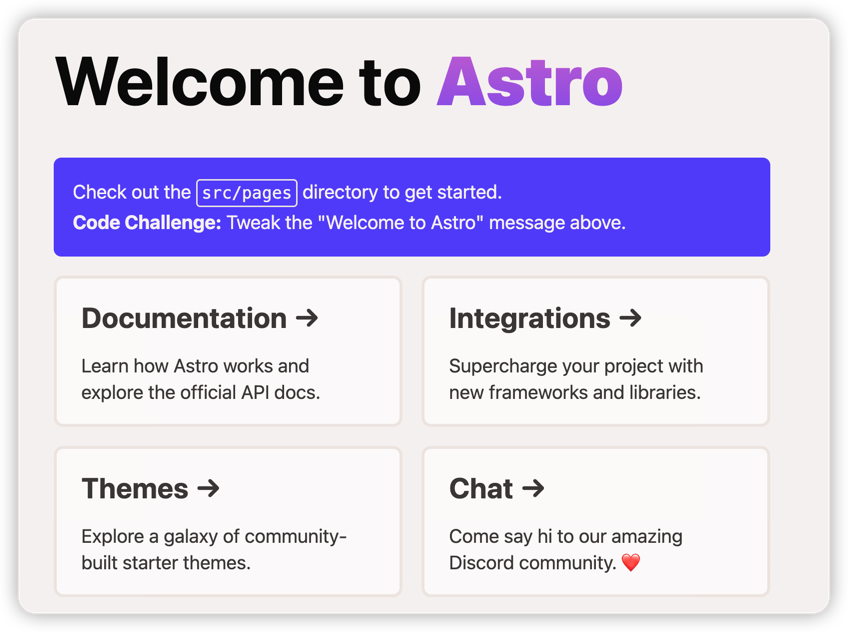 Welcome to Astro
Check out the src/pages directory to get started.
Code Challenge: Tweak the "Welcome to Astro" message above.
Documentation →
Learn how Astro works and
explore the official API docs.
Integrations →
Supercharge your project with
new frameworks and libraries.
Themes →
Explore a galaxy of community-
built starter themes.
Chat →
Come say hi to our amazing
Discord community. ❤️